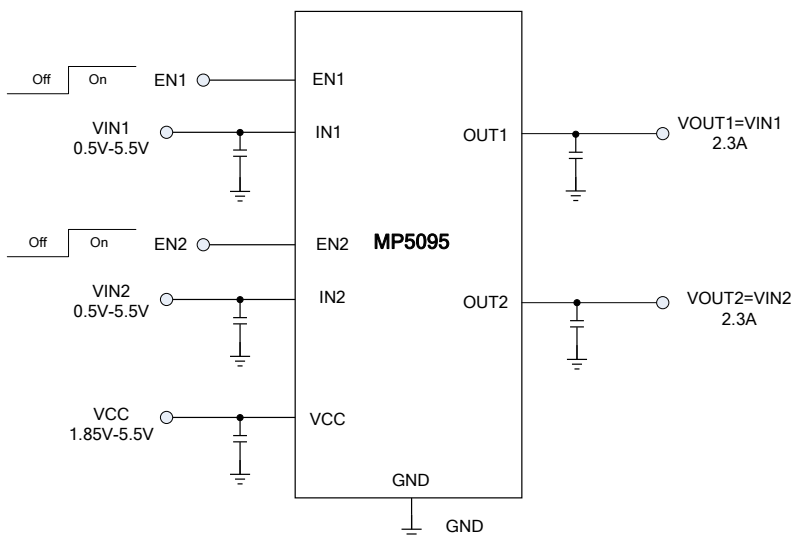 Off
On
EN1
EN1
VIN1
0.5V-5.5V
IN1
OUT1
VOUT1=VIN1
2.3A
Off
On
EN2
EN2
MP5095
VIN2
0.5V-5.5V
IN2
OUT2
VOUT2=VIN2
2.3A
VCC
1.85V-5.5V
VCC
GND
GND